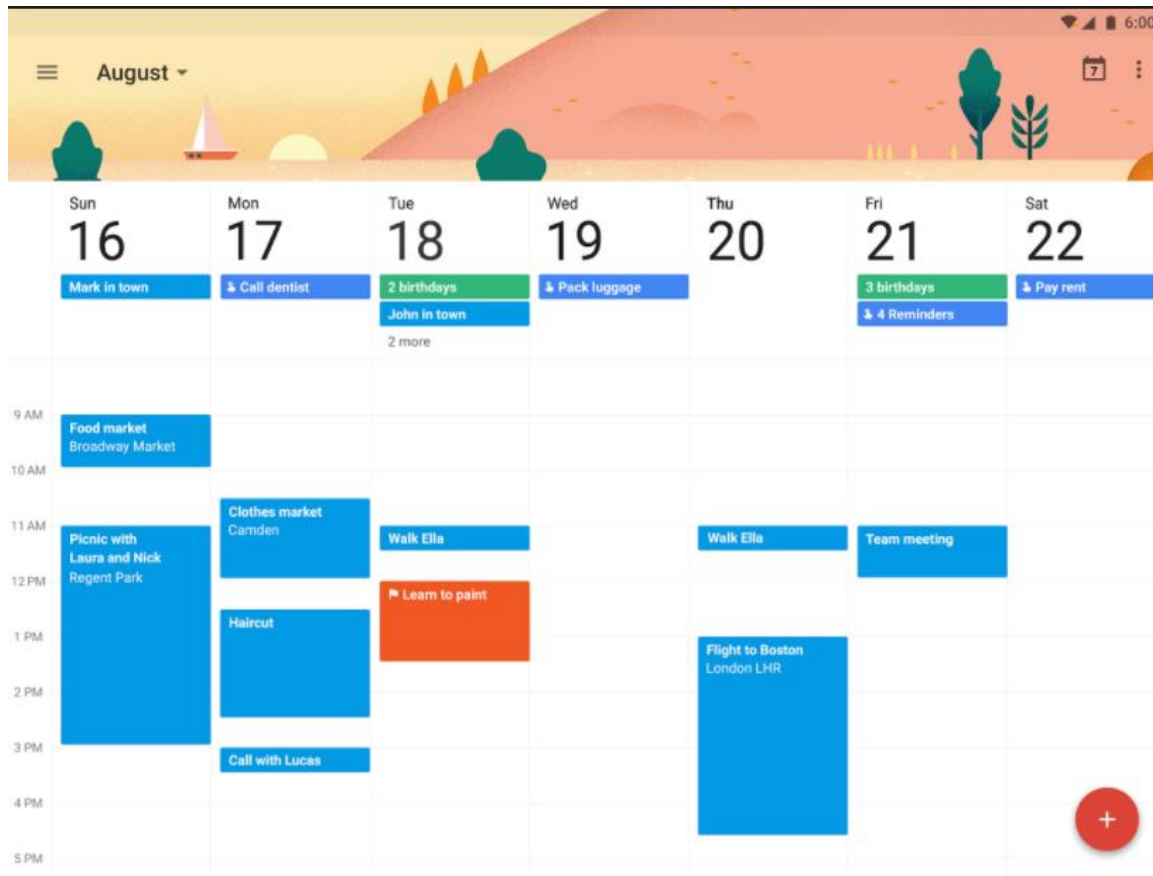 6:00
August
7
Sun
16
Mon
17
Tue
18
Wed
19
Thu
20
Fri
21
Sat
22
Mark in town
Call dentist
2 birthdays
John in town
2 more
Pack luggage
3 birthdays
4 Reminders
Pay rent
9 AM
10 AM
11 AM
12 PM
1 PM
2 PM
3 PM
4 PM
5 PM
Food market
Broadway Market
Picnic with
Laura and Nick
Regent Park
Clothes market
Camden
Haircut
Call with Lucas
Walk Ella
Learn to paint
Walk Ella
Flight to Boston
London LHR
Team meeting
+